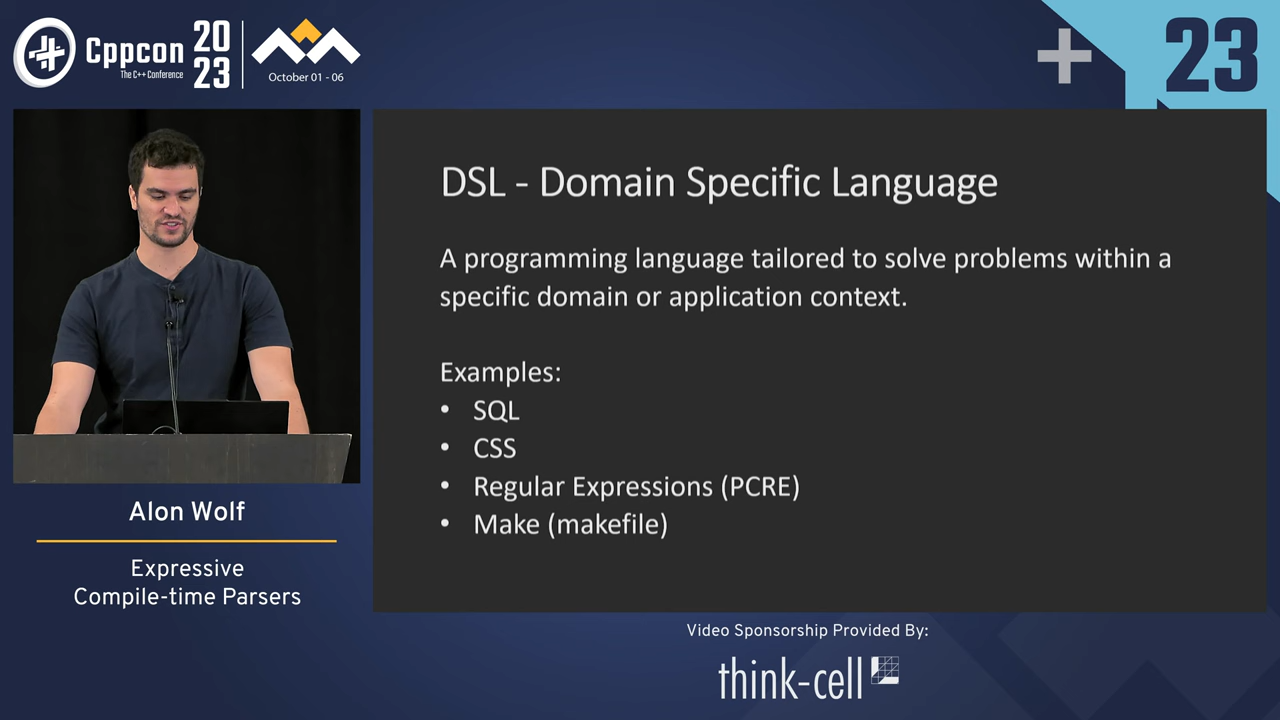 Cppcon
The C++ Conference
20
23
October 01 - 06
23
DSL - Domain Specific Language
A programming language tailored to solve problems within a
specific domain or application context.
Examples:
• SQL
• CSS
• Regular Expressions (PCRE)
• Make (makefile)
Alon Wolf
Expressive
Compile-time Parsers
Video Sponsorship Provided By:
think-cell